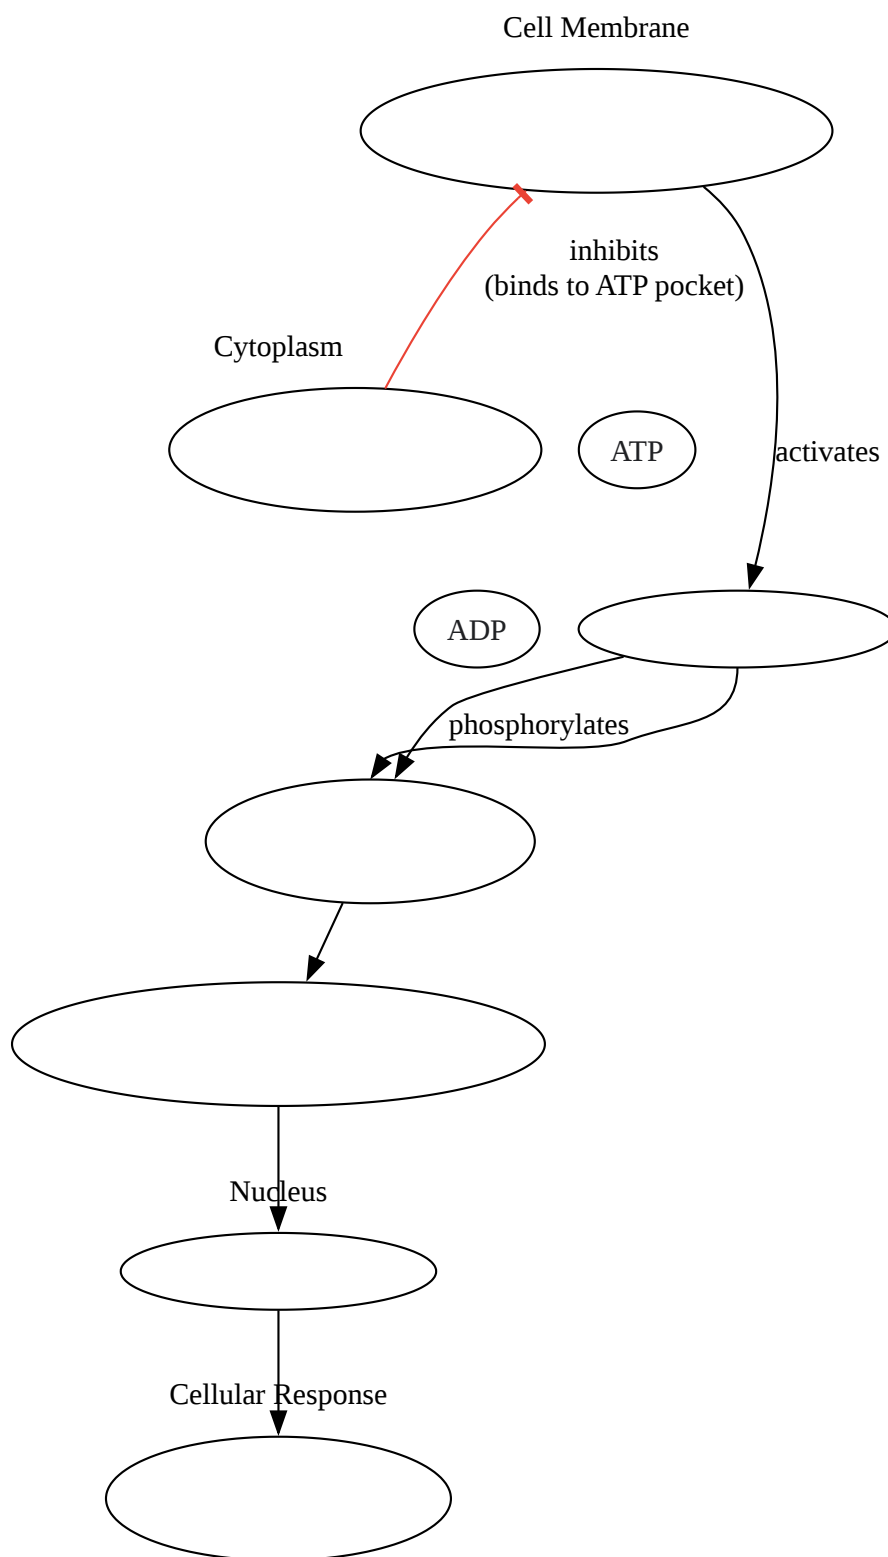 Cell Membrane
inhibits
(binds to ATP pocket)
Cytoplasm
ATP
activates
ADP
phosphorylates
Nucleus
Cellular Response